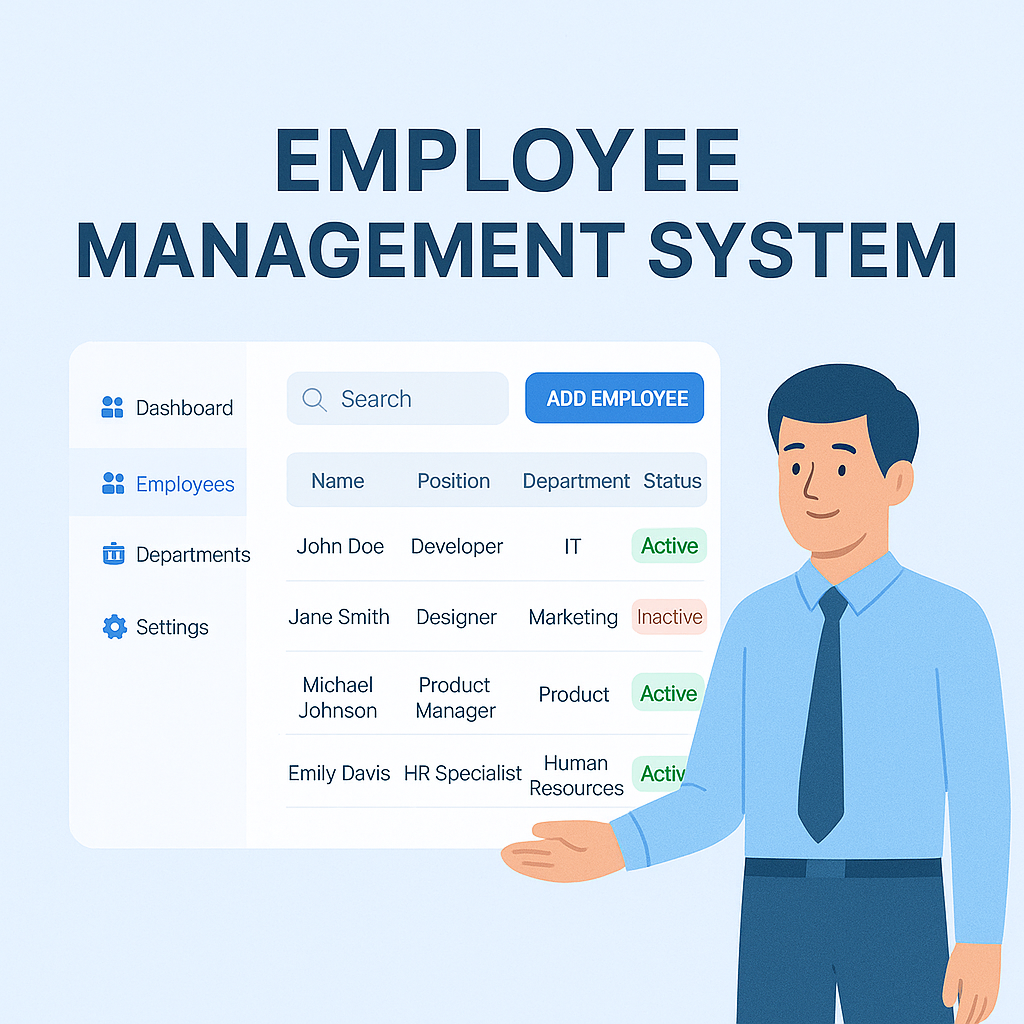 EMPLOYEE
MANAGEMENT SYSTEM
Dashboard
Employees
Departments
Settings
Search
ADD EMPLOYEE
Name Position Department Status
John Doe Developer IT Active
Jane Smith Designer Marketing Inactive
Michael Johnson Product Manager Product Active
Emily Davis HR Specialist Human Resources Activ